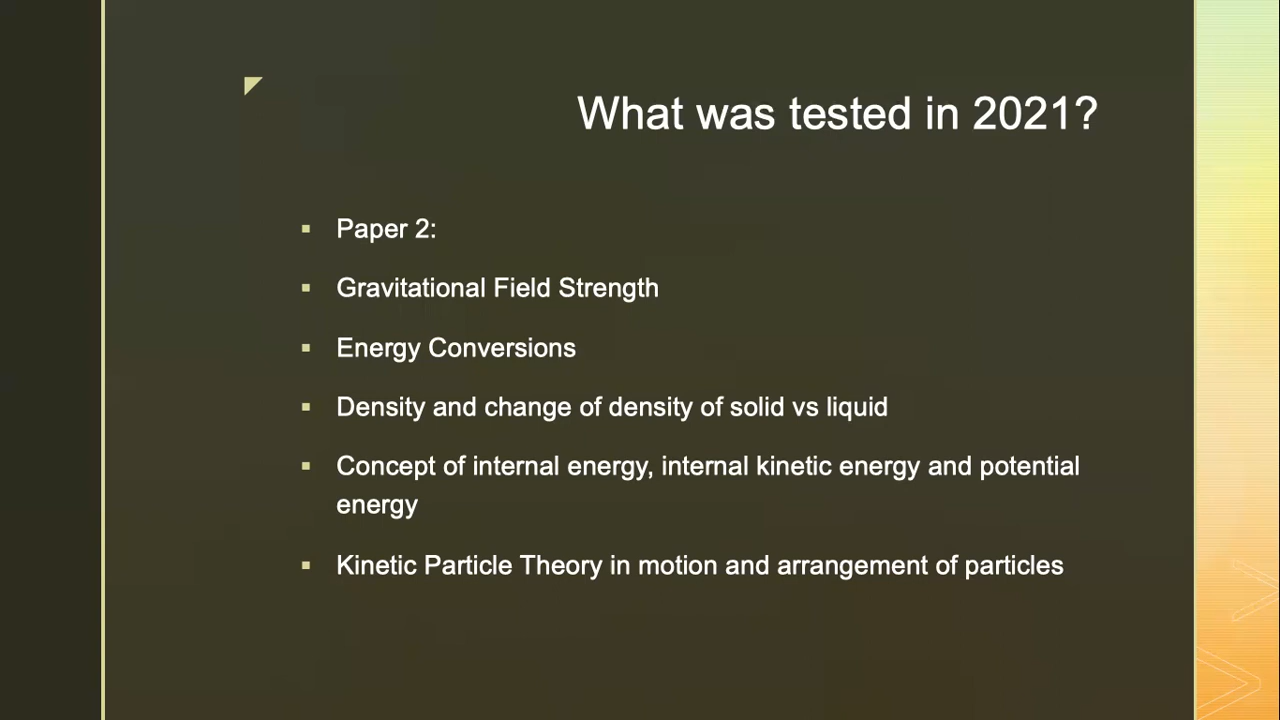 What was tested in 2021?
Paper 2:
Gravitational Field Strength
Energy Conversions
Density and change of density of solid vs liquid
Concept of internal energy, internal kinetic energy and potential
energy
Kinetic Particle Theory in motion and arrangement of particles